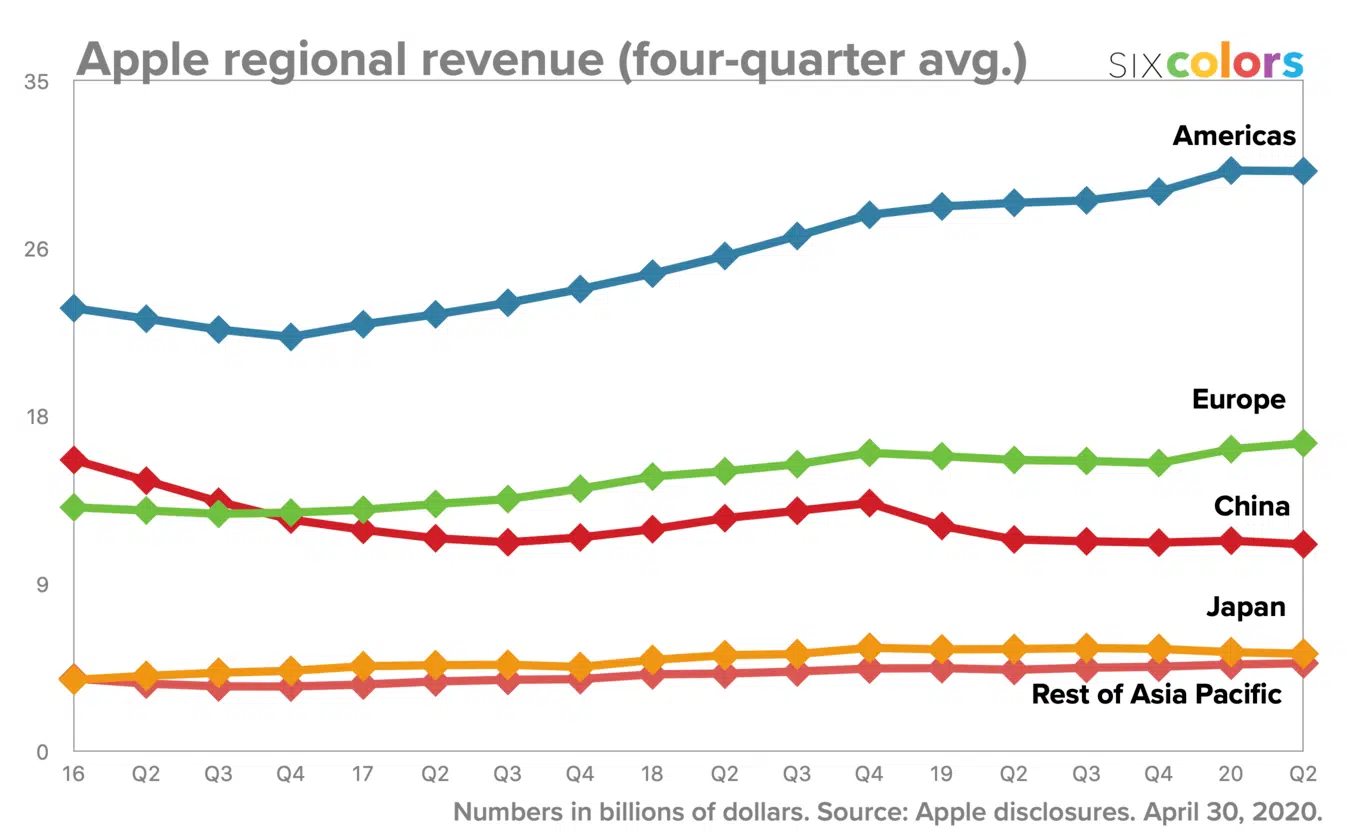 Apple regional revenue (four-quarter avg.)
SIXcolors
35
Americas
26
18
Europe
China
9
Japan
Rest of Asia Pacific
0
16 Q2 Q3 Q4 17 Q2 Q3 Q4 18 Q2 Q3 Q4 19 Q2 Q3 Q4 20 Q2
Numbers in billions of dollars. Source: Apple disclosures. April 30, 2020.